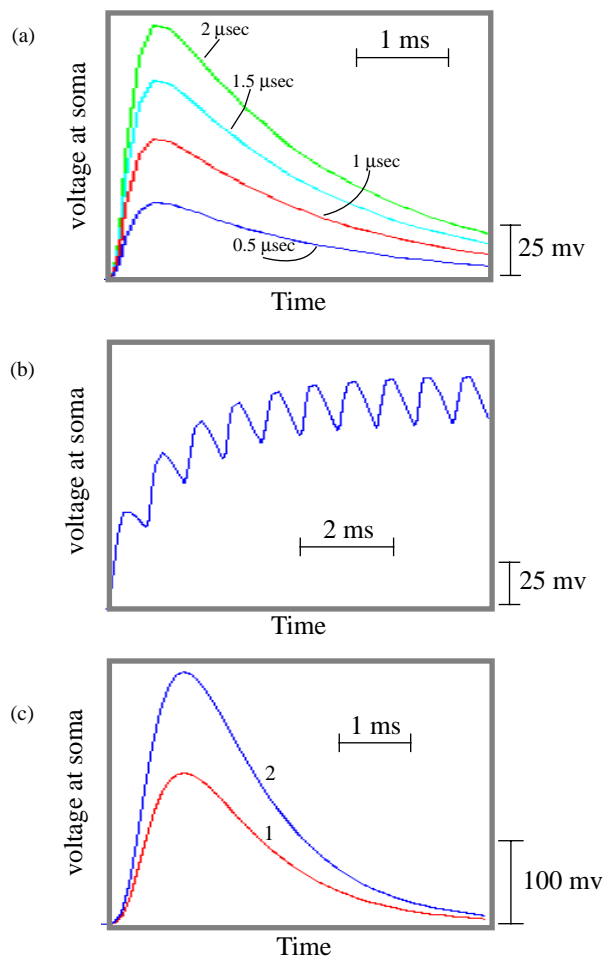 (a)
voltage at soma
2 μsec
1.5 μsec
1 μsec
0.5 μsec
1 ms
25 mv
Time
(b)
voltage at soma
2 ms
25 mv
Time
(c)
voltage at soma
1 ms
2
1
100 mv
Time